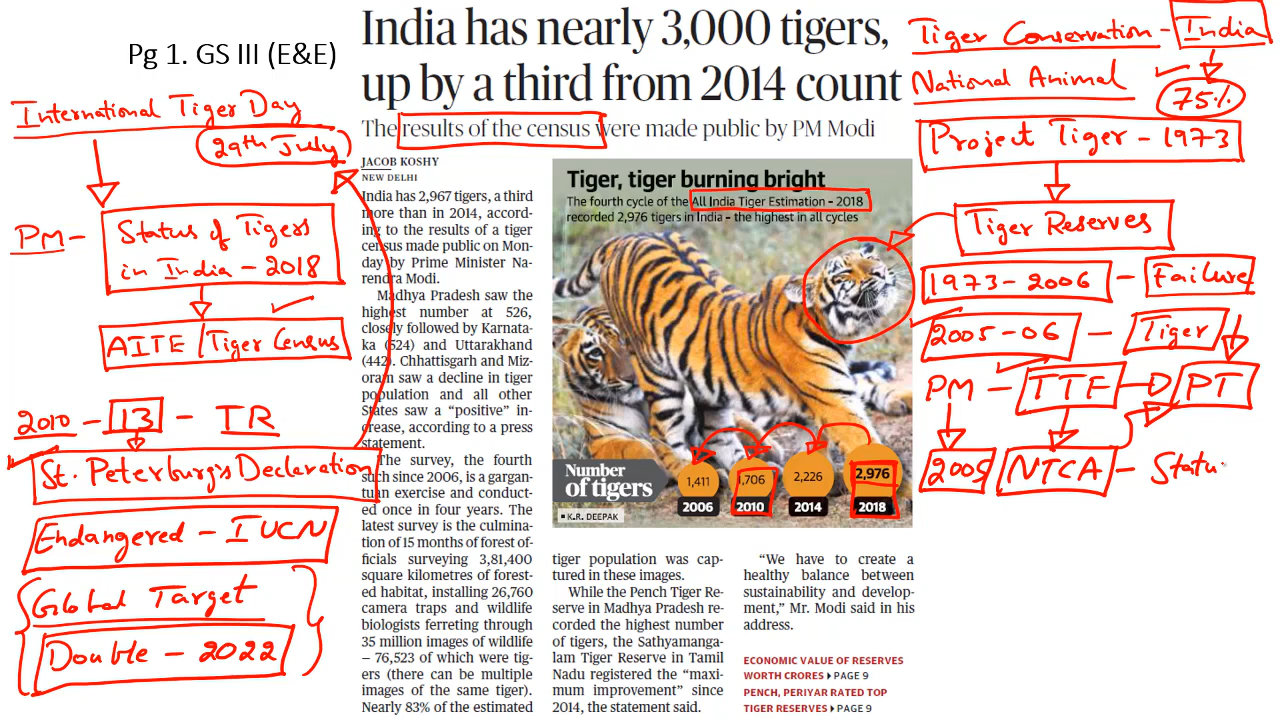 Pg 1. GS III (E&E)
International Tiger Day
29th July
PM - Status of Tigers
in India - 2018
AITE / Tiger Census
2010 - 13 - TR
St. Peterburg's Declaration
Endangered - IUCN
Global Target
Double - 2022
India has nearly 3,000 tigers,
up by a third from 2014 count
The results of the census were made public by PM Modi
JACOB KOSHY
NEW DELHI
India has 2,967 tigers, a third
more than in 2014, accord-
ing to the results of a tiger
census made public on Mon-
day by Prime Minister Na-
rendra Modi.
Madhya Pradesh saw the
highest number at 526,
closely followed by Karnata-
ka (524) and Uttarakhand
(442). Chhattisgarh and Miz-
oram saw a decline in tiger
population and all other
States saw a “positive” in-
crease, according to a press
statement.
The survey, the fourth
such since 2006, is a gargan-
tuan exercise and conduct-
ed once in four years. The
latest survey is the culmina-
tion of 15 months of forest of-
ficials surveying 3,81,400
square kilometres of forest-
ed habitat, installing 26,760
camera traps and wildlife
biologists ferreting through
35 million images of wildlife
– 76,523 of which were tig-
ers (there can be multiple
images of the same tiger).
Nearly 83% of the estimated
Tiger, tiger burning bright
The fourth cycle of the All India Tiger Estimation - 2018
recorded 2,976 tigers in India - the highest in all cycles
Number
of tigers
1,411
1,706
2,226
2,976
2006
2010
2014
2018
K.R. DEEPAK
tiger population was cap-
tured in these images.
While the Pench Tiger Re-
serve in Madhya Pradesh re-
corded the highest number
of tigers, the Sathyamanga-
lam Tiger Reserve in Tamil
Nadu registered the “maxi-
mum improvement” since
2014, the statement said.
“We have to create a
healthy balance between
sustainability and develop-
ment,” Mr. Modi said in his
address.
ECONOMIC VALUE OF RESERVES
WORTH CRORES PAGE 9
PENCH, PERIYAR RATED TOP
TIGER RESERVES PAGE 9
Tiger Conservation - India
National Animal
75%
Project Tiger - 1973
Tiger Reserves
1973 - 2006 - Failure
2005-06 - Tiger
PM - TTF - D PT
2005 NTCA - Statu